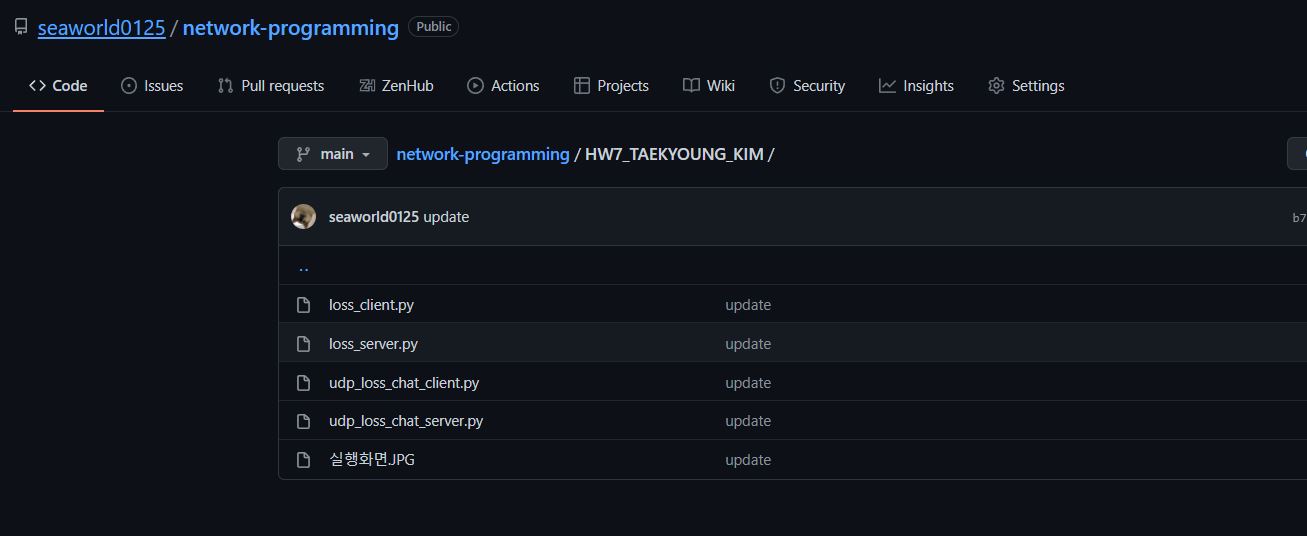 seaworld0125 / network-programming Public
Code Issues Pull requests ZenHub Actions Projects Wiki Security Insights Settings
main network-programming / HW7_TAEKYOUNG_KIM /
seaworld0125 update b7
..
loss_client.py update
loss_server.py update
udp_loss_chat_client.py update
udp_loss_chat_server.py update
실행화면.JPG update